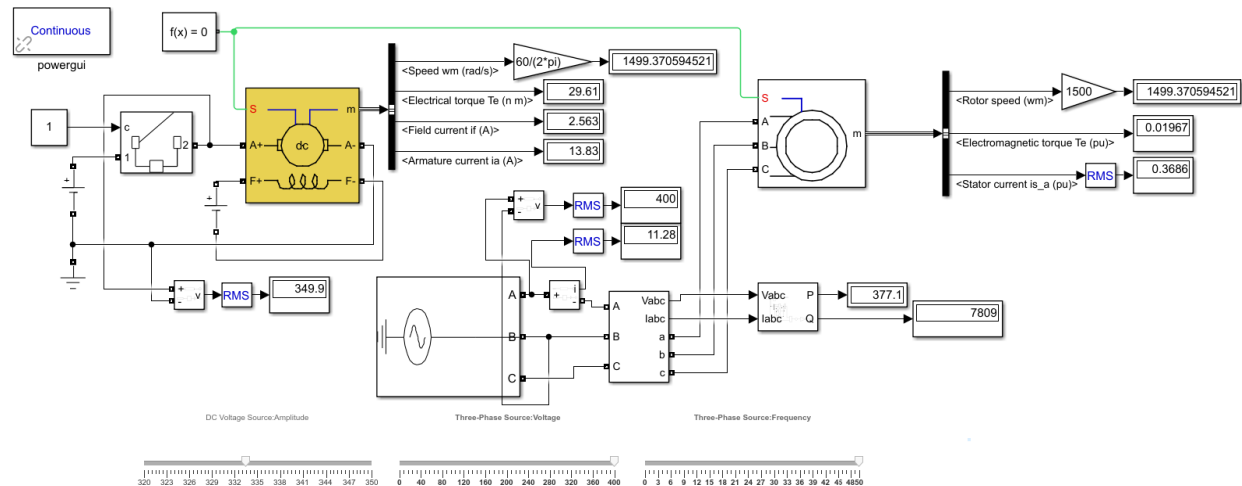 Continuous
powergui
f(x) = 0
S
m
A+
dc
A-
F+
F-
<Speed wm (rad/s)>
60/(2*pi)
1499.370594521
<Electrical torque Te (n m)>
29.61
<Field current if (A)>
2.563
<Armature current ia (A)>
13.83
1
c
1
2
+
-
v
RMS
349.9
S
A
B
C
m
<Rotor speed (wm)>
1500
1499.370594521
<Electromagnetic torque Te (pu)>
0.01967
<Stator current is_a (pu)>
RMS
0.3686
+
-
v
RMS
400
RMS
11.28
A
B
C
+
i
-
A
B
C
Vabc
Iabc
a
b
c
Vabc
Iabc
P
Q
377.1
7809
DC Voltage Source:Amplitude
Three-Phase Source:Voltage
Three-Phase Source:Frequency
320 323 326 329 332 335 338 341 344 347 350
0 40 80 120 160 200 240 280 320 360 400
0 3 6 9 12 15 18 21 24 27 30 33 36 39 42 45 4850